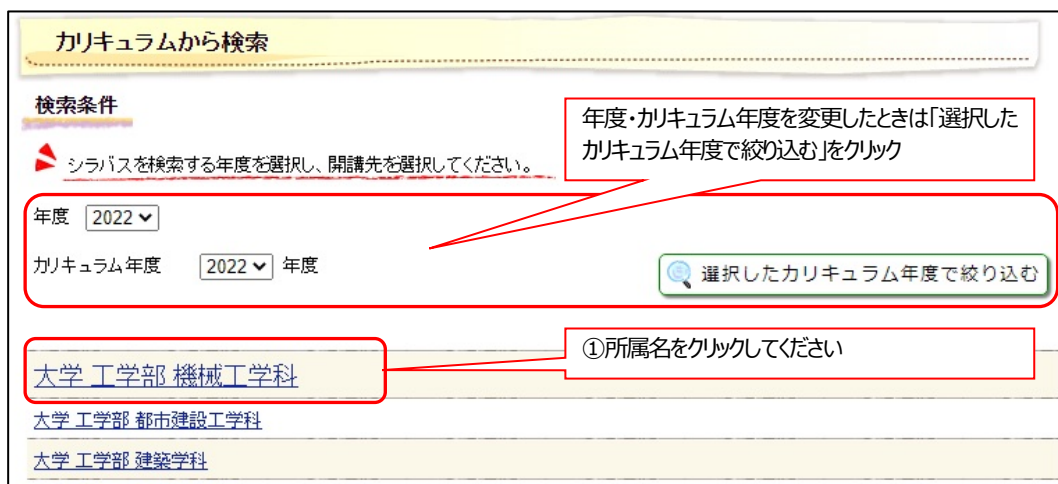 カリキュラムから検索
検索条件
年度・カリキュラム年度を変更したときは「選択した
カリキュラム年度で絞り込む」をクリック
シラバスを検索する年度を選択し、開講先を選択してください。
年度 2022
カリキュラム年度 2022 年度
選択したカリキュラム年度で絞り込む
①所属名をクリックしてください
大学 工学部 機械工学科
大学 工学部 都市建設工学科
大学 工学部 建築学科